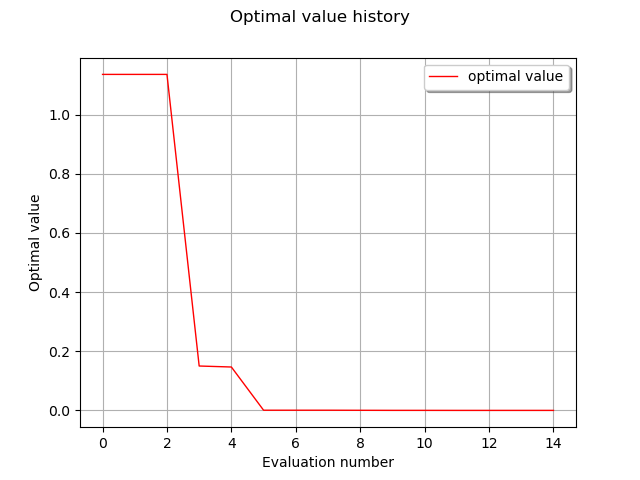 Optimal value history
optimal value
Optimal value
1.0
0.8
0.6
0.4
0.2
0.0
0 2 4 6 8 10 12 14
Evaluation number